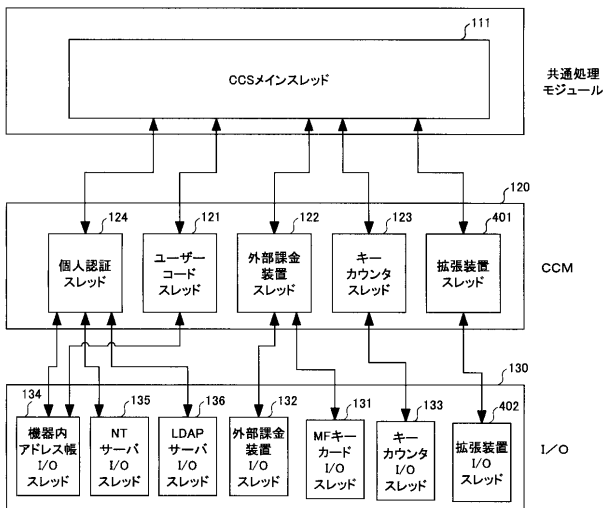 111
CCSメインスレッド
共通処理
モジュール
120
124
個人認証
スレッド
121
ユーザー
コード
スレッド
122
外部課金
装置
スレッド
123
キー
カウンタ
スレッド
401
拡張装置
スレッド
CCM
130
134
機器内
アドレス帳
I/O
スレッド
135
NT
サーバ
I/O
スレッド
136
LDAP
サーバ
I/O
スレッド
132
外部課金
装置
I/O
スレッド
131
MFキー
カード
I/O
スレッド
133
キー
カウンタ
I/O
スレッド
402
拡張装置
I/O
スレッド
I/O